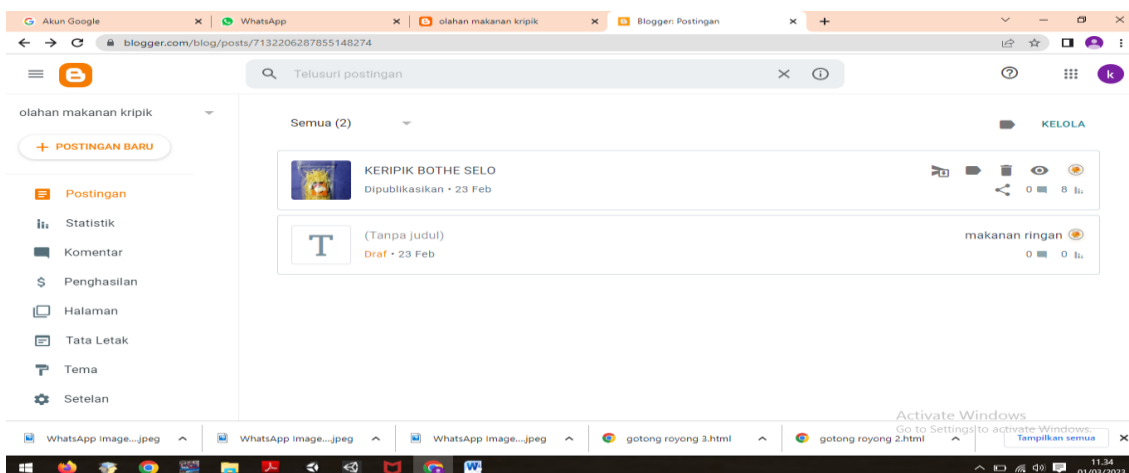 Akun Google
WhatsApp
olahan makanan kripik
Blogger: Postingan
blogger.com/blog/posts/7132206287855148274
Telusuri postingan
k
olahan makanan kripik
Semua (2)
KELOLA
+ POSTINGAN BARU
KERIPIK BOTHE SELO
Dipublikasikan • 23 Feb
0 8
Postingan
Statistik
T
(Tanpa judul)
makanan ringan
Draf • 23 Feb
0 0
Komentar
Penghasilan
Halaman
Tata Letak
Tema
Setelan
Activate Windows
Go to Settings to activate Windows.
WhatsApp Image....jpeg
WhatsApp Image....jpeg
WhatsApp Image....jpeg
gotong royong 3.html
gotong royong 2.html
Tampilkan semua
11.34
01/03/2023